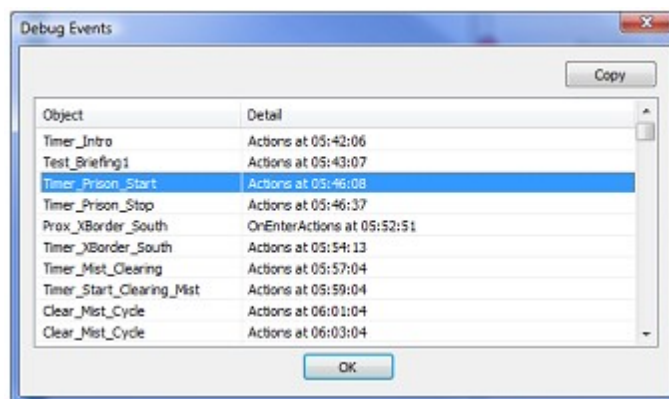 Debug Events
Copy
Object Detail
Timer_Intro Actions at 05:42:06
Test_Briefing1 Actions at 05:43:07
Timer_Prison_Start Actions at 05:46:08
Timer_Prison_Stop Actions at 05:46:37
Prox_XBorder_South OnEnterActions at 05:52:51
Timer_XBorder_South Actions at 05:54:13
Timer_Mist_Clearing Actions at 05:57:04
Timer_Start_Clearing_Mist Actions at 05:59:04
Clear_Mist_Cycle Actions at 06:01:04
Clear_Mist_Cycle Actions at 06:03:04
OK